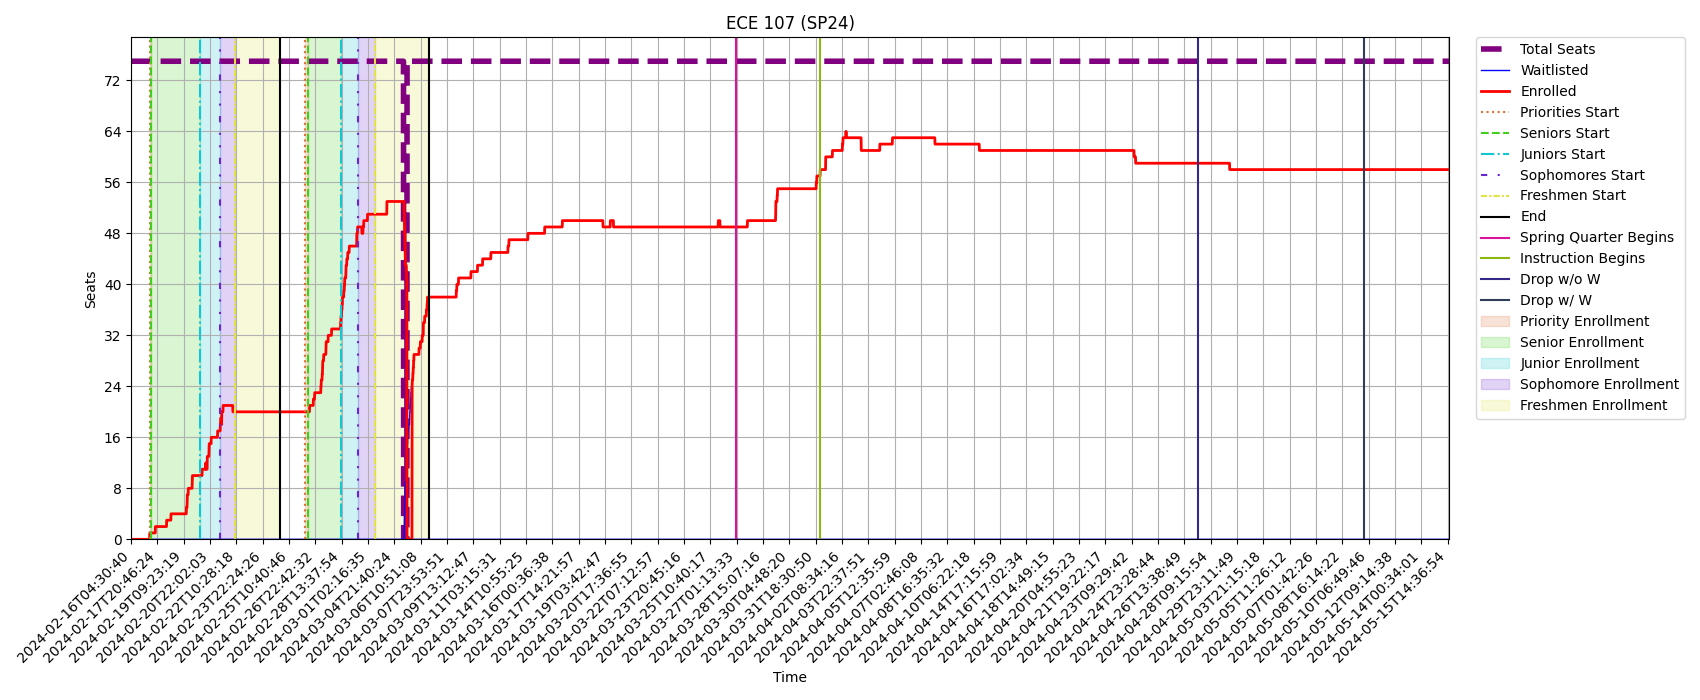 ECE 107 (SP24)
Seats
72
64
56
48
40
32
24
16
8
0
2024-02-16T04:30:40
2024-02-17T20:46:24
2024-02-19T09:23:19
2024-02-20T22:02:03
2024-02-22T10:28:18
2024-02-23T22:24:26
2024-02-25T10:40:46
2024-02-26T22:42:32
2024-02-28T13:37:54
2024-03-01T02:16:35
2024-03-04T21:40:24
2024-03-06T10:51:08
2024-03-07T23:53:51
2024-03-09T13:12:47
2024-03-11T03:15:31
2024-03-14T10:55:25
2024-03-16T00:36:38
2024-03-17T14:21:57
2024-03-19T03:42:47
2024-03-20T17:36:55
2024-03-22T07:12:57
2024-03-23T20:45:16
2024-03-25T10:40:17
2024-03-27T01:13:33
2024-03-28T15:07:16
2024-03-30T04:48:20
2024-03-31T18:30:50
2024-04-02T08:34:16
2024-04-03T22:37:51
2024-04-05T12:35:59
2024-04-07T02:46:08
2024-04-08T16:35:32
2024-04-10T06:22:18
2024-04-14T17:15:59
2024-04-16T17:02:34
2024-04-18T14:49:15
2024-04-20T04:55:23
2024-04-21T19:22:17
2024-04-23T09:29:42
2024-04-24T23:28:44
2024-04-26T13:38:49
2024-04-28T09:15:54
2024-04-29T23:11:49
2024-05-03T21:15:18
2024-05-05T11:26:12
2024-05-07T01:42:26
2024-05-08T16:14:22
2024-05-10T06:49:46
2024-05-12T09:14:38
2024-05-14T00:34:01
2024-05-15T14:36:54
Time
Total Seats
Waitlisted
Enrolled
Priorities Start
Seniors Start
Juniors Start
Sophomores Start
Freshmen Start
End
Spring Quarter Begins
Instruction Begins
Drop w/o W
Drop w/ W
Priority Enrollment
Senior Enrollment
Junior Enrollment
Sophomore Enrollment
Freshmen Enrollment